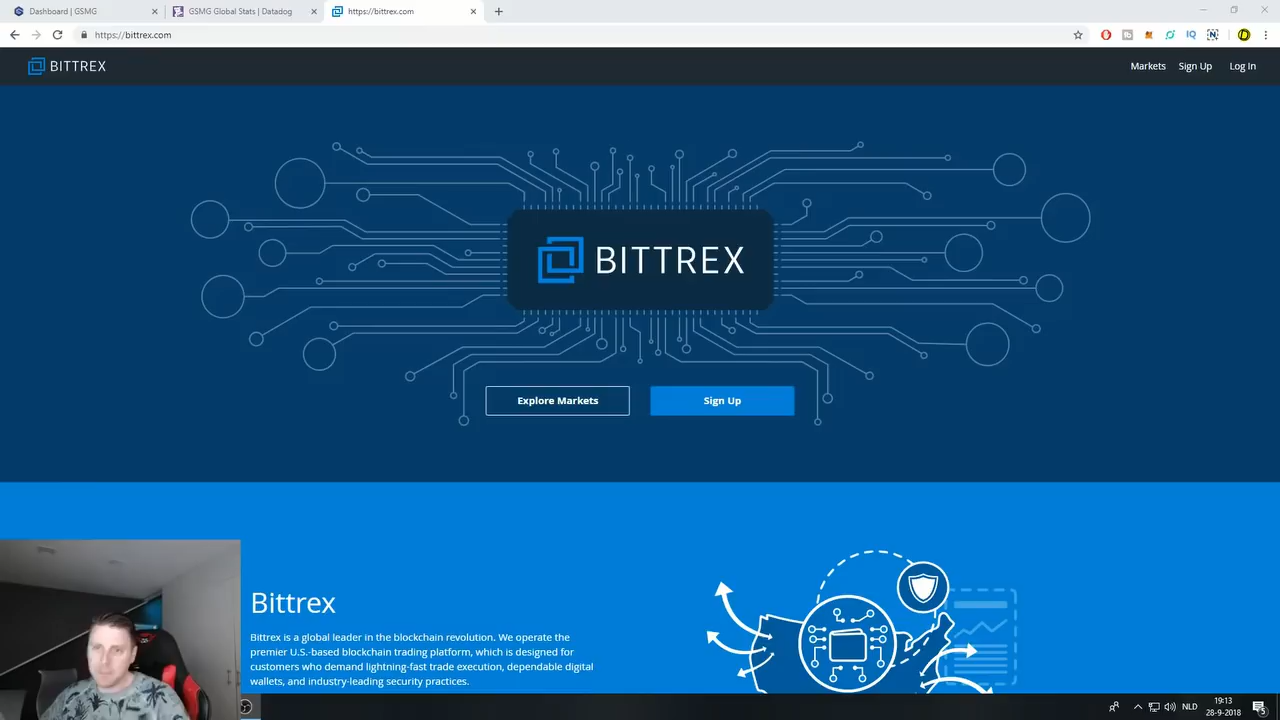 Dashboard | GSMG
GSMG Global Stats | Datadog
https://bittrex.com
https://bittrex.com
IQ
N
BITTREX
Markets
Sign Up
Log In
BITTREX
Explore Markets
Sign Up
Bittrex
Bittrex is a global leader in the blockchain revolution. We operate the
premier U.S.-based blockchain trading platform, which is designed for
customers who demand lightning-fast trade execution, dependable digital
wallets, and industry-leading security practices.
NLD
19:13
28-9-2018